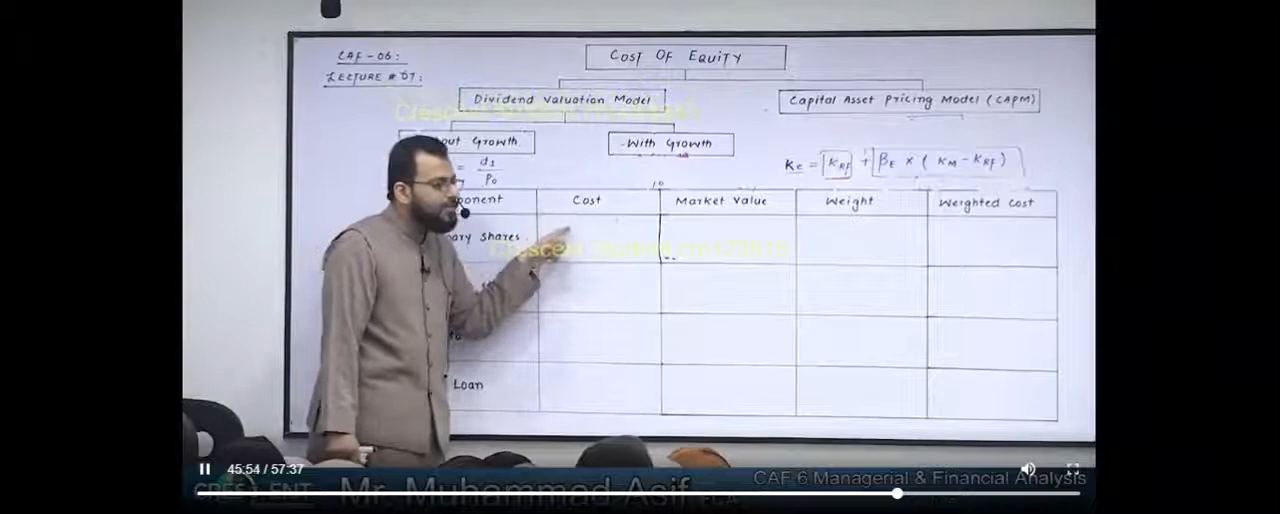 CAF - 06:
LECTURE # 07:
COST OF EQUITY
Dividend Valuation Model
Capital Asset Pricing Model (CAPM)
out Growth
With Growth
= d1
P0
Ke = KRF + βE × ( KM - KRF )
ponent
Cost
Market Value
Weight
Weighted Cost
ary shares
Loan
45:54 / 57:37
CAF 6 Managerial & Financial Analysis
Mr. Muhammad Asif FCA